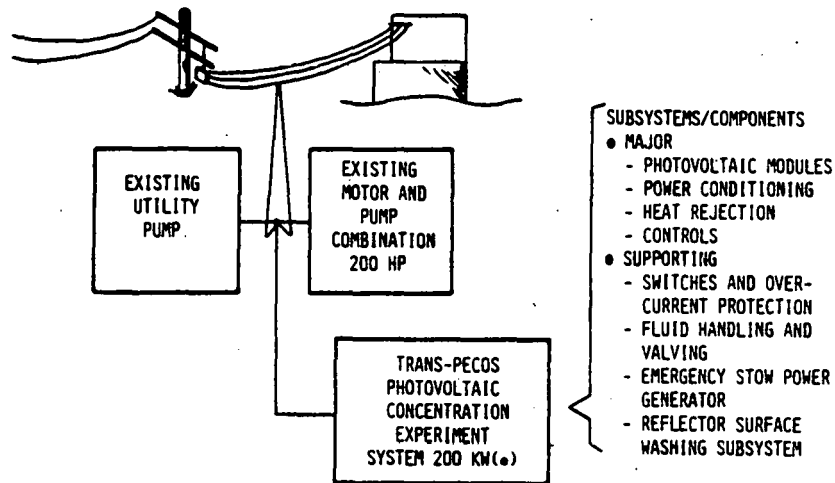 EXISTING
UTILITY
PUMP
EXISTING
MOTOR AND
PUMP
COMBINATION
200 HP
TRANS-PECOS
PHOTOVOLTAIC
CONCENTRATION
EXPERIMENT
SYSTEM 200 KW(e)
SUBSYSTEMS/COMPONENTS
● MAJOR
- PHOTOVOLTAIC MODULES
- POWER CONDITIONING
- HEAT REJECTION
- CONTROLS
● SUPPORTING
- SWITCHES AND OVER-
CURRENT PROTECTION
- FLUID HANDLING AND
VALVING
- EMERGENCY STOW POWER
GENERATOR
- REFLECTOR SURFACE
WASHING SUBSYSTEM